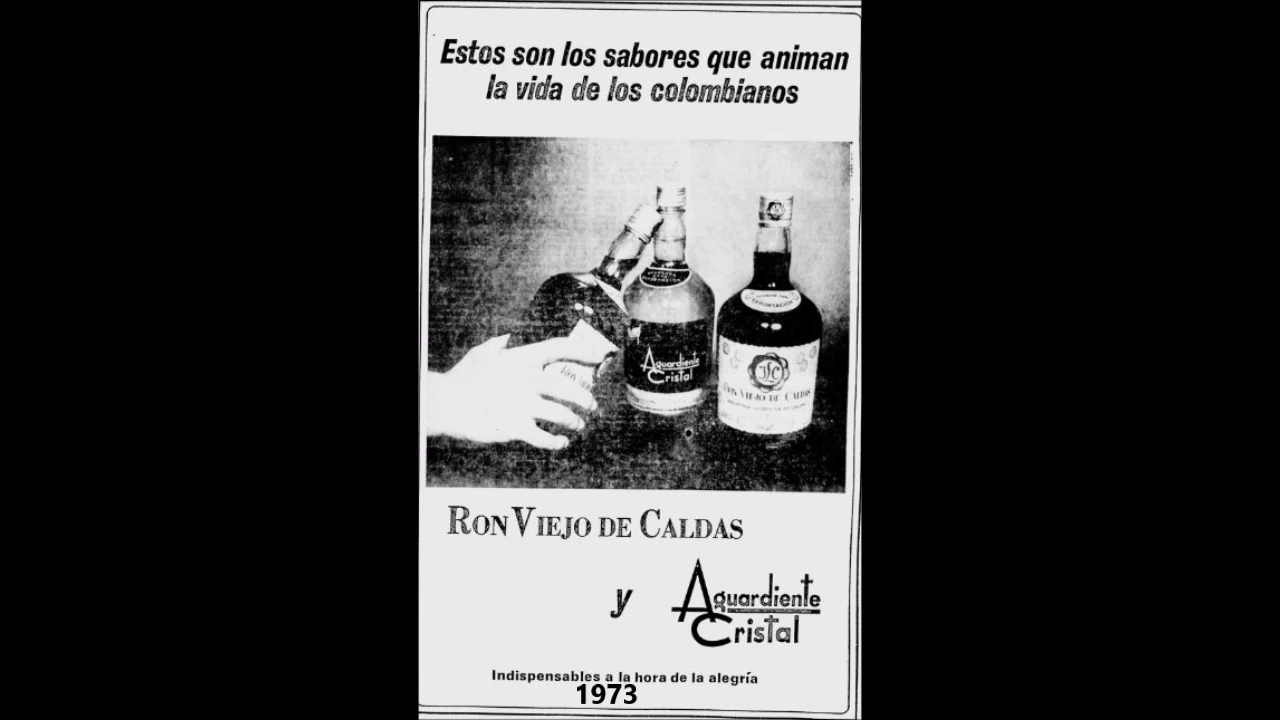 Estos son los sabores que animan
la vida de los colombianos
Aguardiente
Cristal
EXPORTACION
RON VIEJO DE CALDAS
RON VIEJO DE CALDAS
y
Aguardiente
Cristal
Indispensables a la hora de la alegría
1973